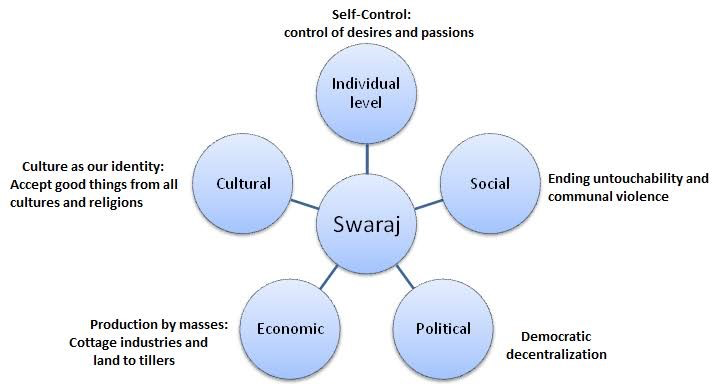 Self-Control:
control of desires and passions
Individual
level
Culture as our identity:
Accept good things from all
cultures and religions
Cultural
Social
Ending untouchability and
communal violence
Swaraj
Production by masses:
Cottage industries and
land to tillers
Economic
Political
Democratic
decentralization